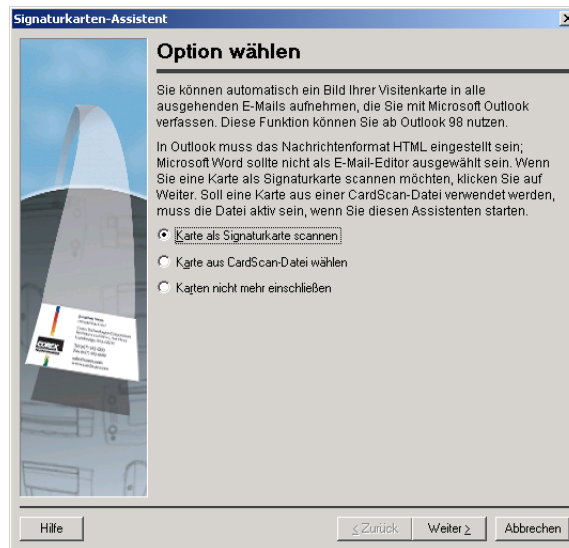 Signaturkarten-Assistent
Option wählen
Sie können automatisch ein Bild Ihrer Visitenkarte in alle
ausgehenden E-Mails aufnehmen, die Sie mit Microsoft Outlook
verfassen. Diese Funktion können Sie ab Outlook 98 nutzen.
In Outlook muss das Nachrichtenformat HTML eingestellt sein;
Microsoft Word sollte nicht als E-Mail-Editor ausgewählt sein. Wenn
Sie eine Karte als Signaturkarte scannen möchten, klicken Sie auf
Weiter. Soll eine Karte aus einer CardScan-Datei verwendet werden,
muss die Datei aktiv sein, wenn Sie diesen Assistenten starten.
Karte als Signaturkarte scannen
Karte aus CardScan-Datei wählen
Karten nicht mehr einschließen
COREX
Hilfe
< Zurück
Weiter >
Abbrechen